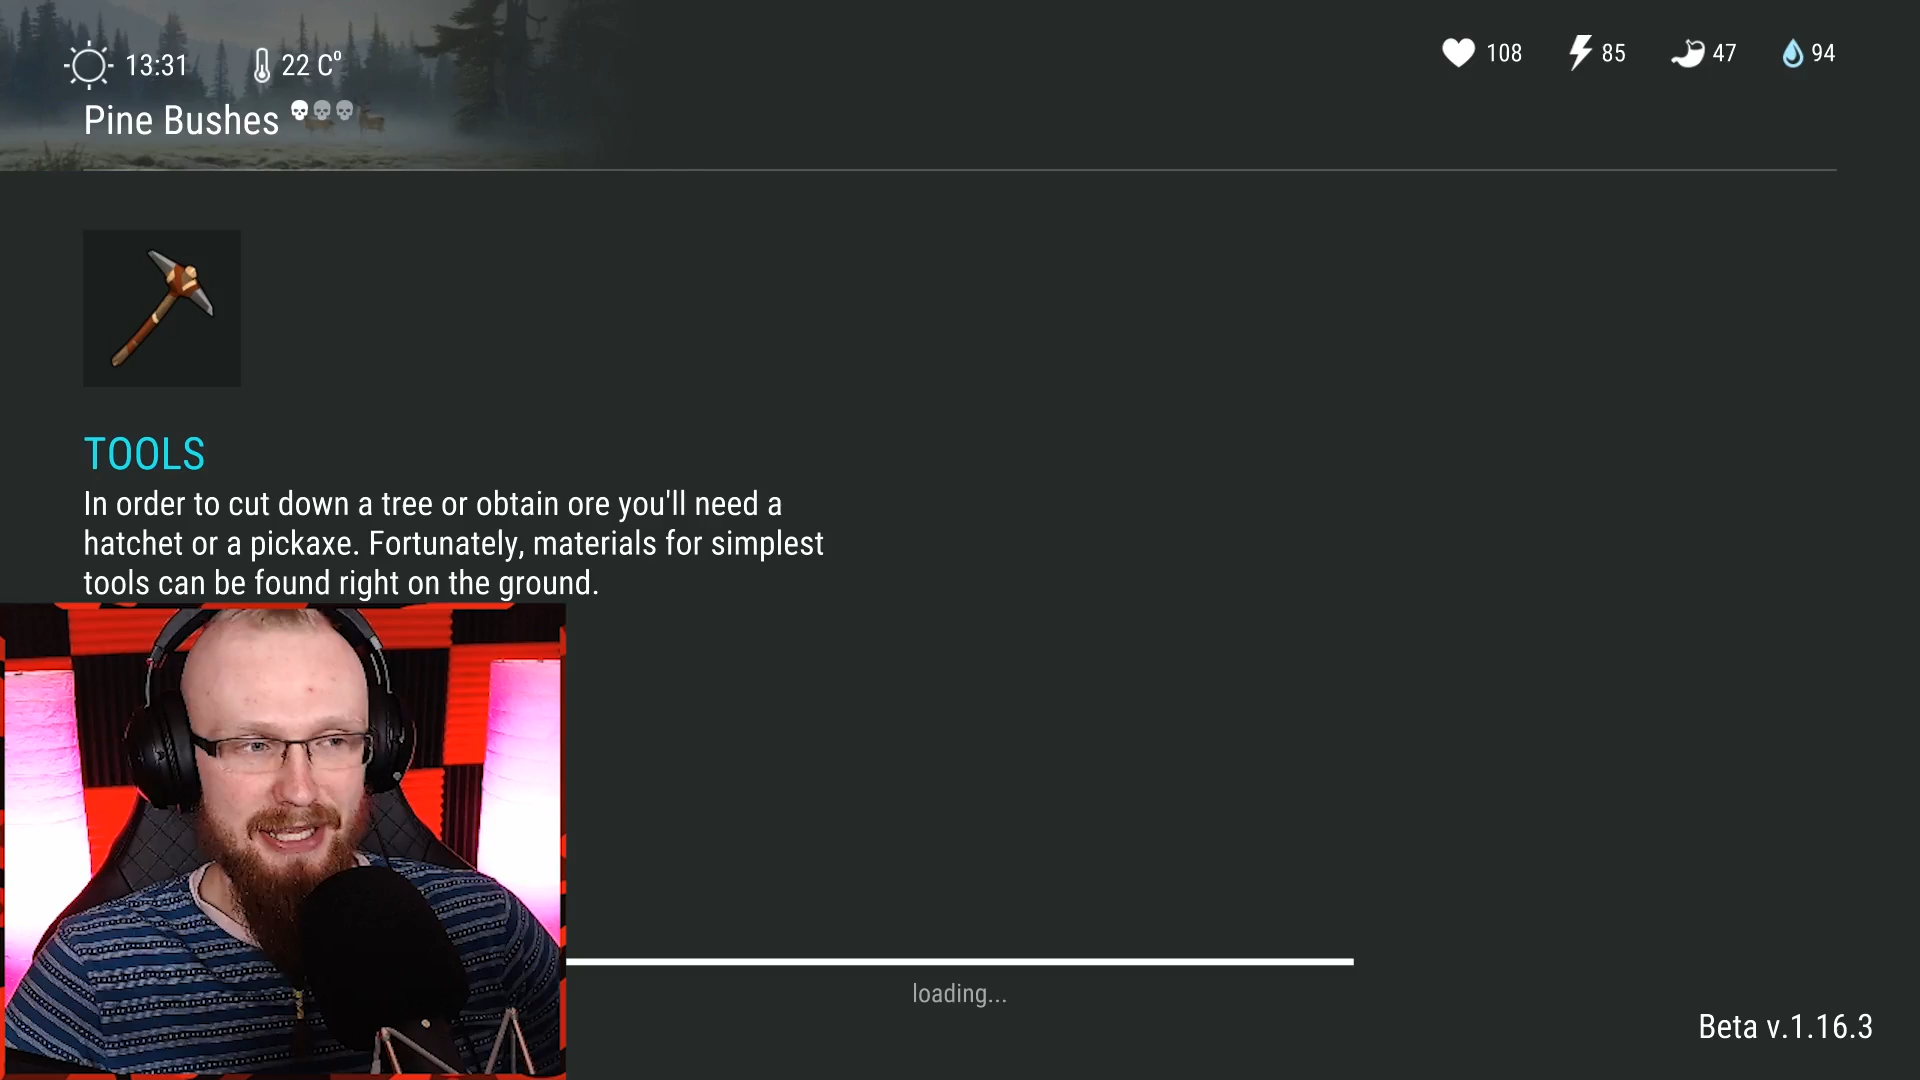 13:31
22 C⁰
108
85
47
94
Pine Bushes
TOOLS
In order to cut down a tree or obtain ore you'll need a
hatchet or a pickaxe. Fortunately, materials for simplest
tools can be found right on the ground.
loading...
Beta v.1.16.3